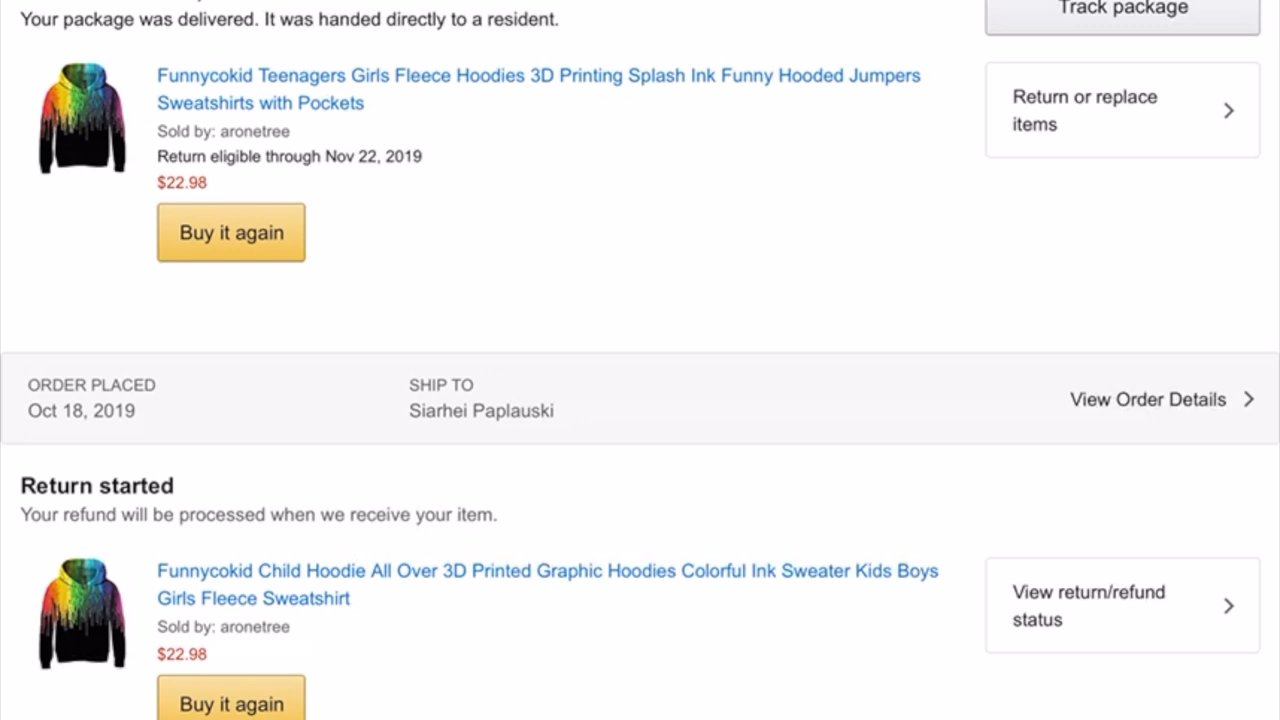 Your package was delivered. It was handed directly to a resident.
Track package
Funnycokid Teenagers Girls Fleece Hoodies 3D Printing Splash Ink Funny Hooded Jumpers
Sweatshirts with Pockets
Sold by: aronetree
Return eligible through Nov 22, 2019
$22.98
Buy it again
Return or replace
items
ORDER PLACED
Oct 18, 2019
SHIP TO
Siarhei Paplauski
View Order Details
Return started
Your refund will be processed when we receive your item.
Funnycokid Child Hoodie All Over 3D Printed Graphic Hoodies Colorful Ink Sweater Kids Boys
Girls Fleece Sweatshirt
Sold by: aronetree
$22.98
Buy it again
View return/refund
status